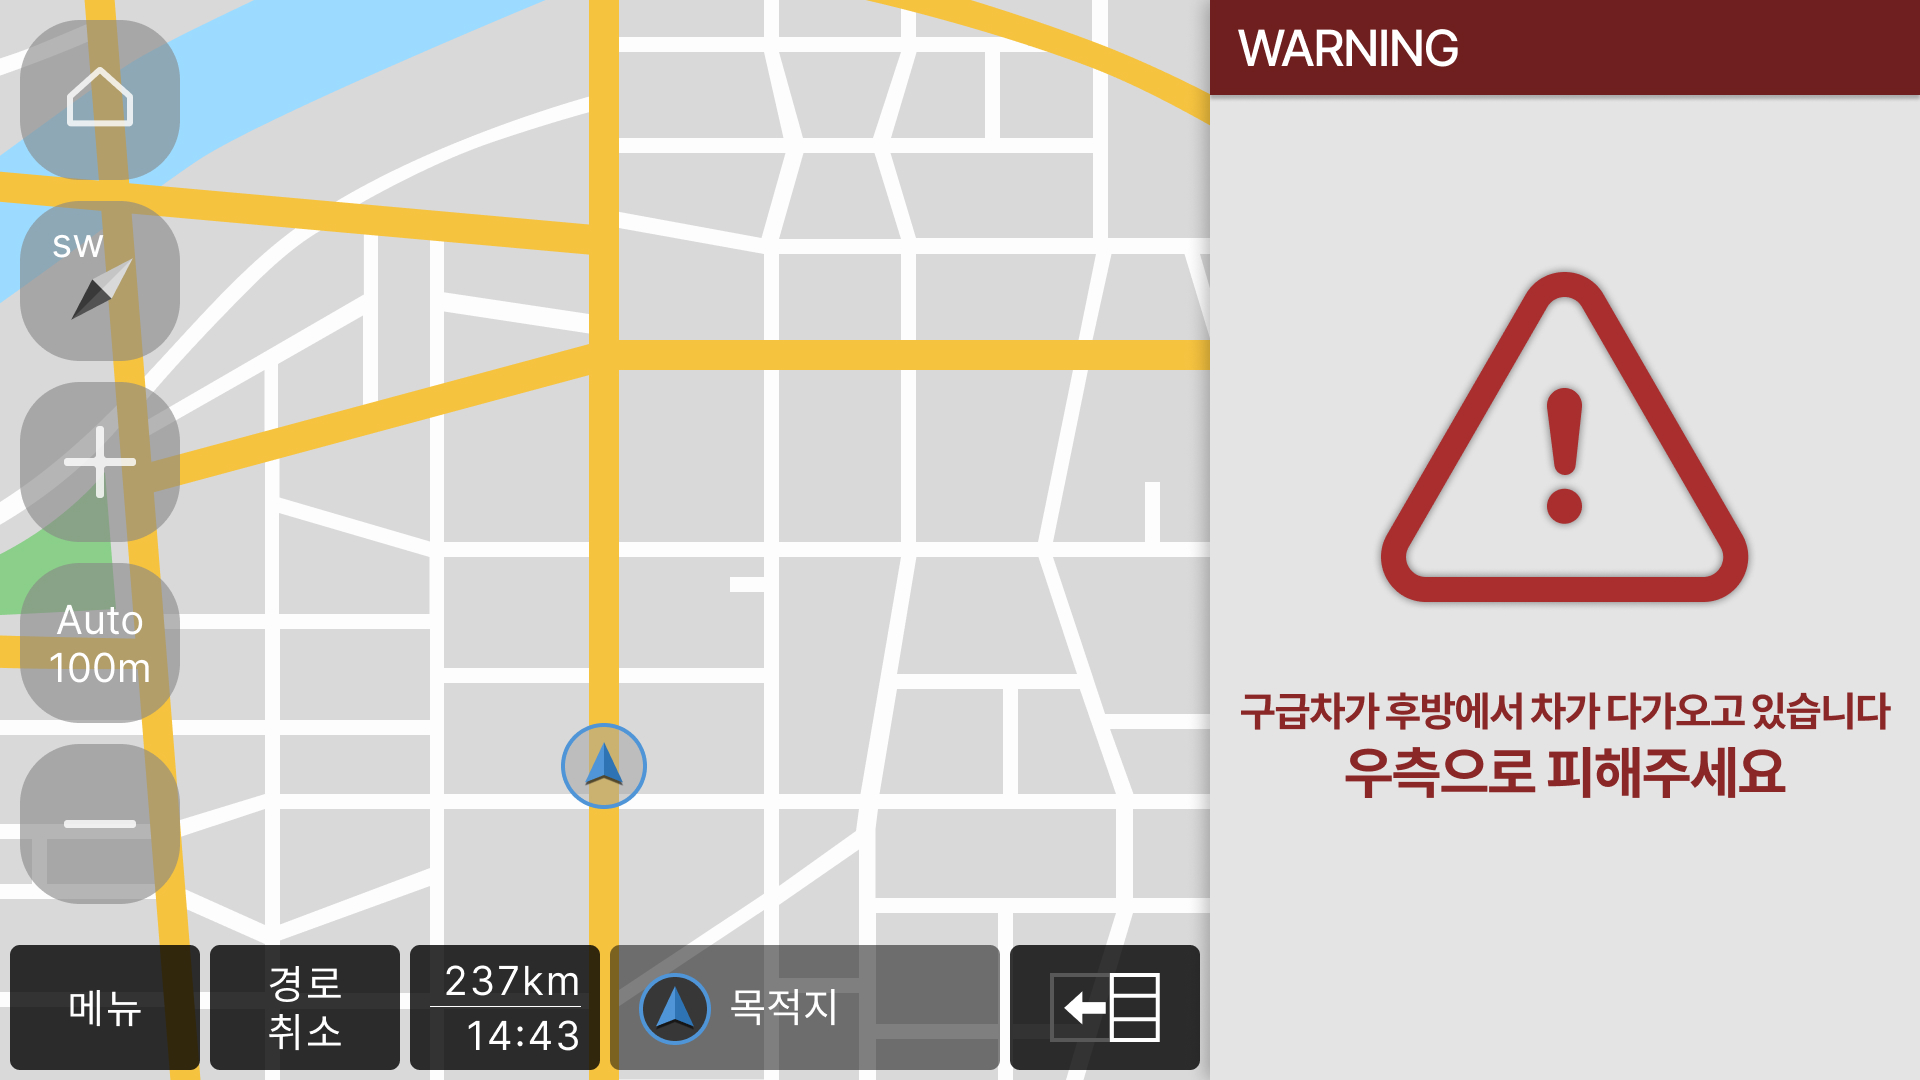 SW
Auto
100m
메뉴
경로
취소
237km
14:43
목적지
WARNING
구급차가 후방에서 차가 다가오고 있습니다
우측으로 피해주세요